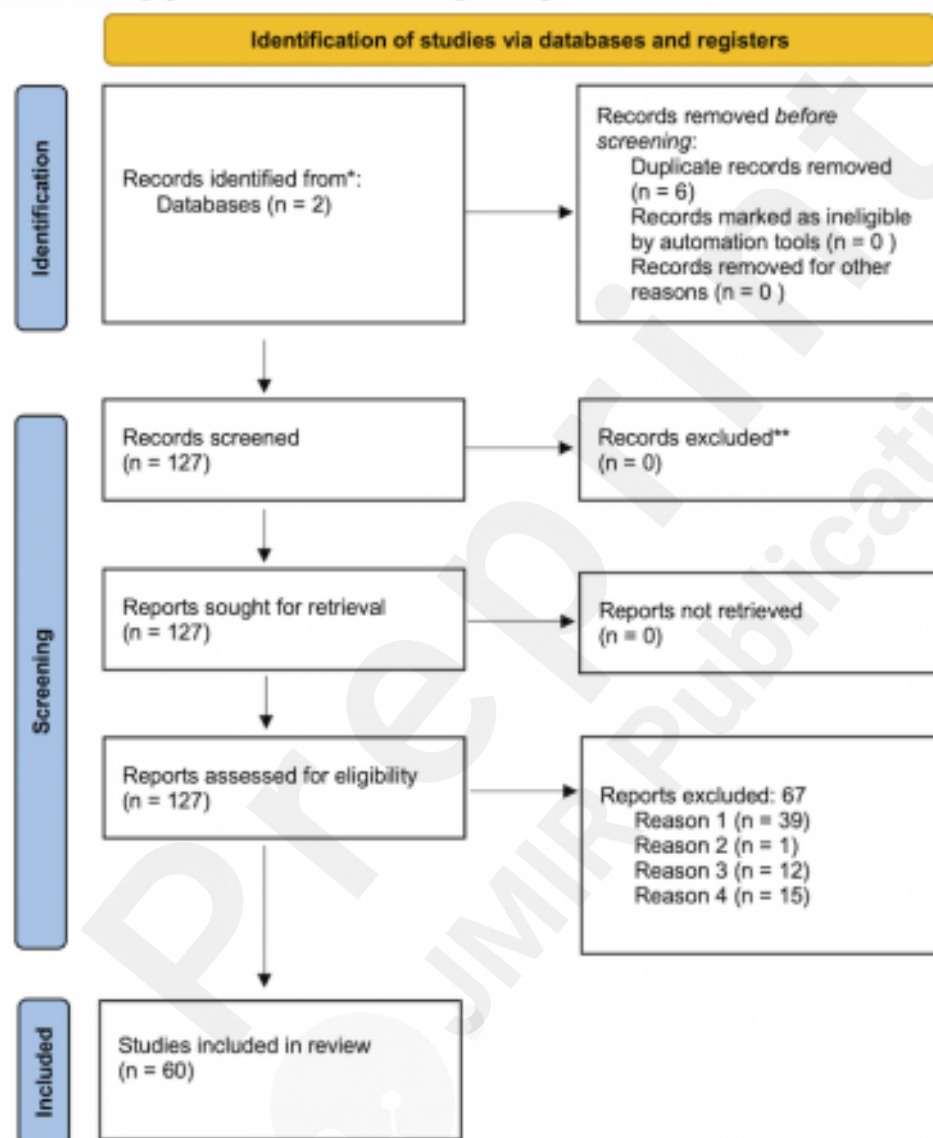 Identification of studies via databases and registers
Identification
Records identified from*:
Databases (n = 2)
Records removed before
screening:
Duplicate records removed
(n = 6)
Records marked as ineligible
by automation tools (n = 0 )
Records removed for other
reasons (n = 0 )
Screening
Records screened
(n = 127)
Records excluded**
(n = 0)
Reports sought for retrieval
(n = 127)
Reports not retrieved
(n = 0)
Reports assessed for eligibility
(n = 127)
Reports excluded: 67
Reason 1 (n = 39)
Reason 2 (n = 1)
Reason 3 (n = 12)
Reason 4 (n = 15)
Included
Studies included in review
(n = 60)
Preprint
JMIR Publicati